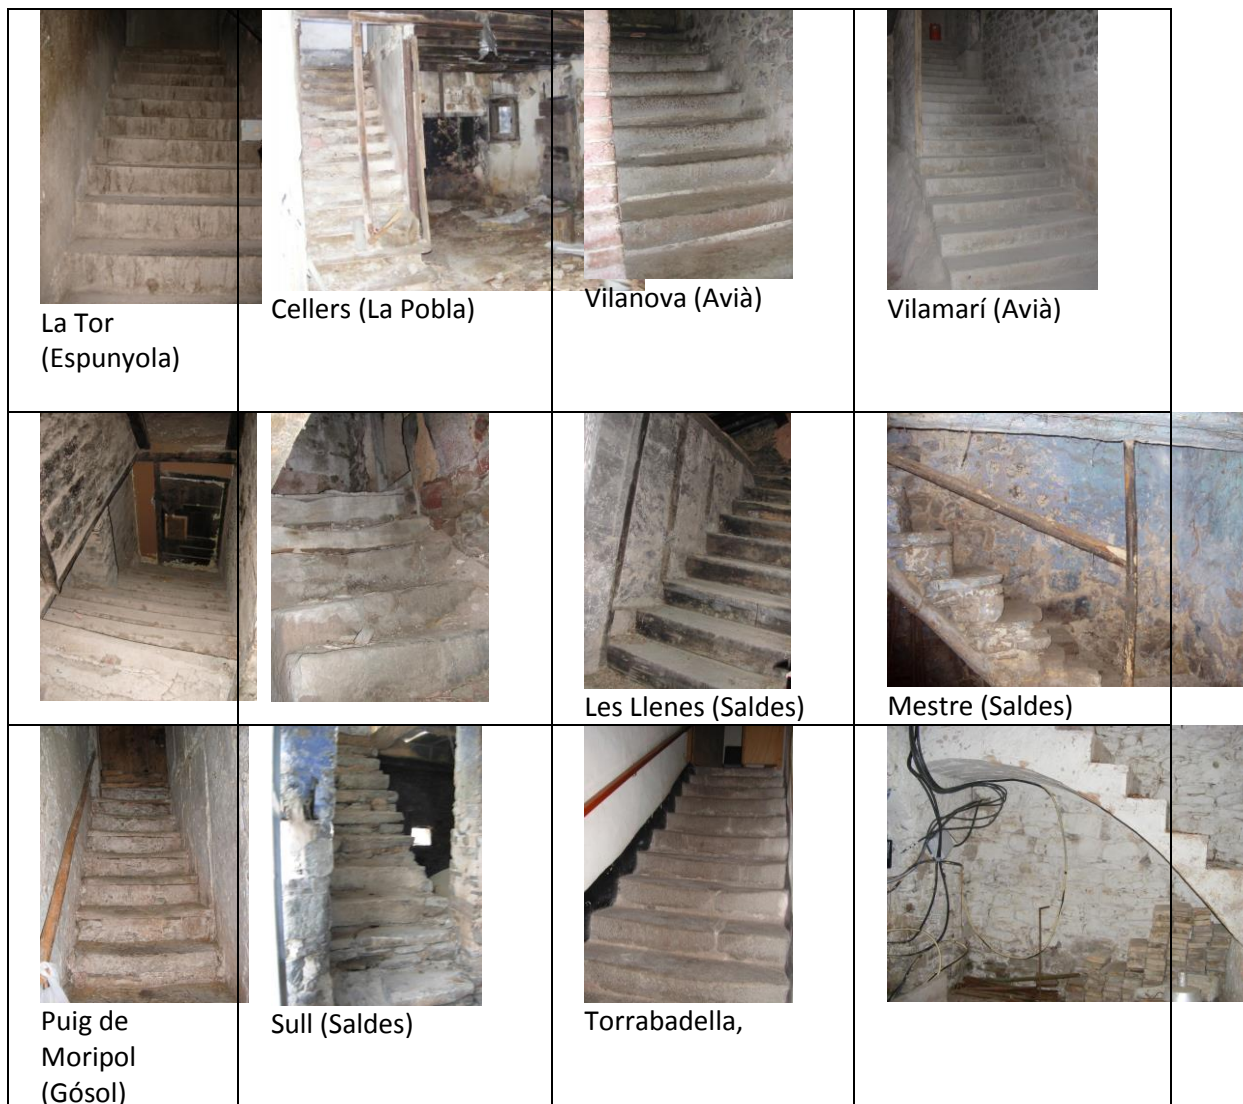 La Tor
(Espunyola)
Cellers (La Pobla)
Vilanova (Avià)
Vilamarí (Avià)
Les Llenes (Saldes)
Mestre (Saldes)
Puig de
Moripol
(Gósol)
Sull (Saldes)
Torrabadella,